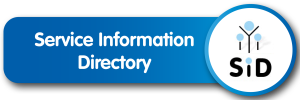 Service Information
Directory
SiD